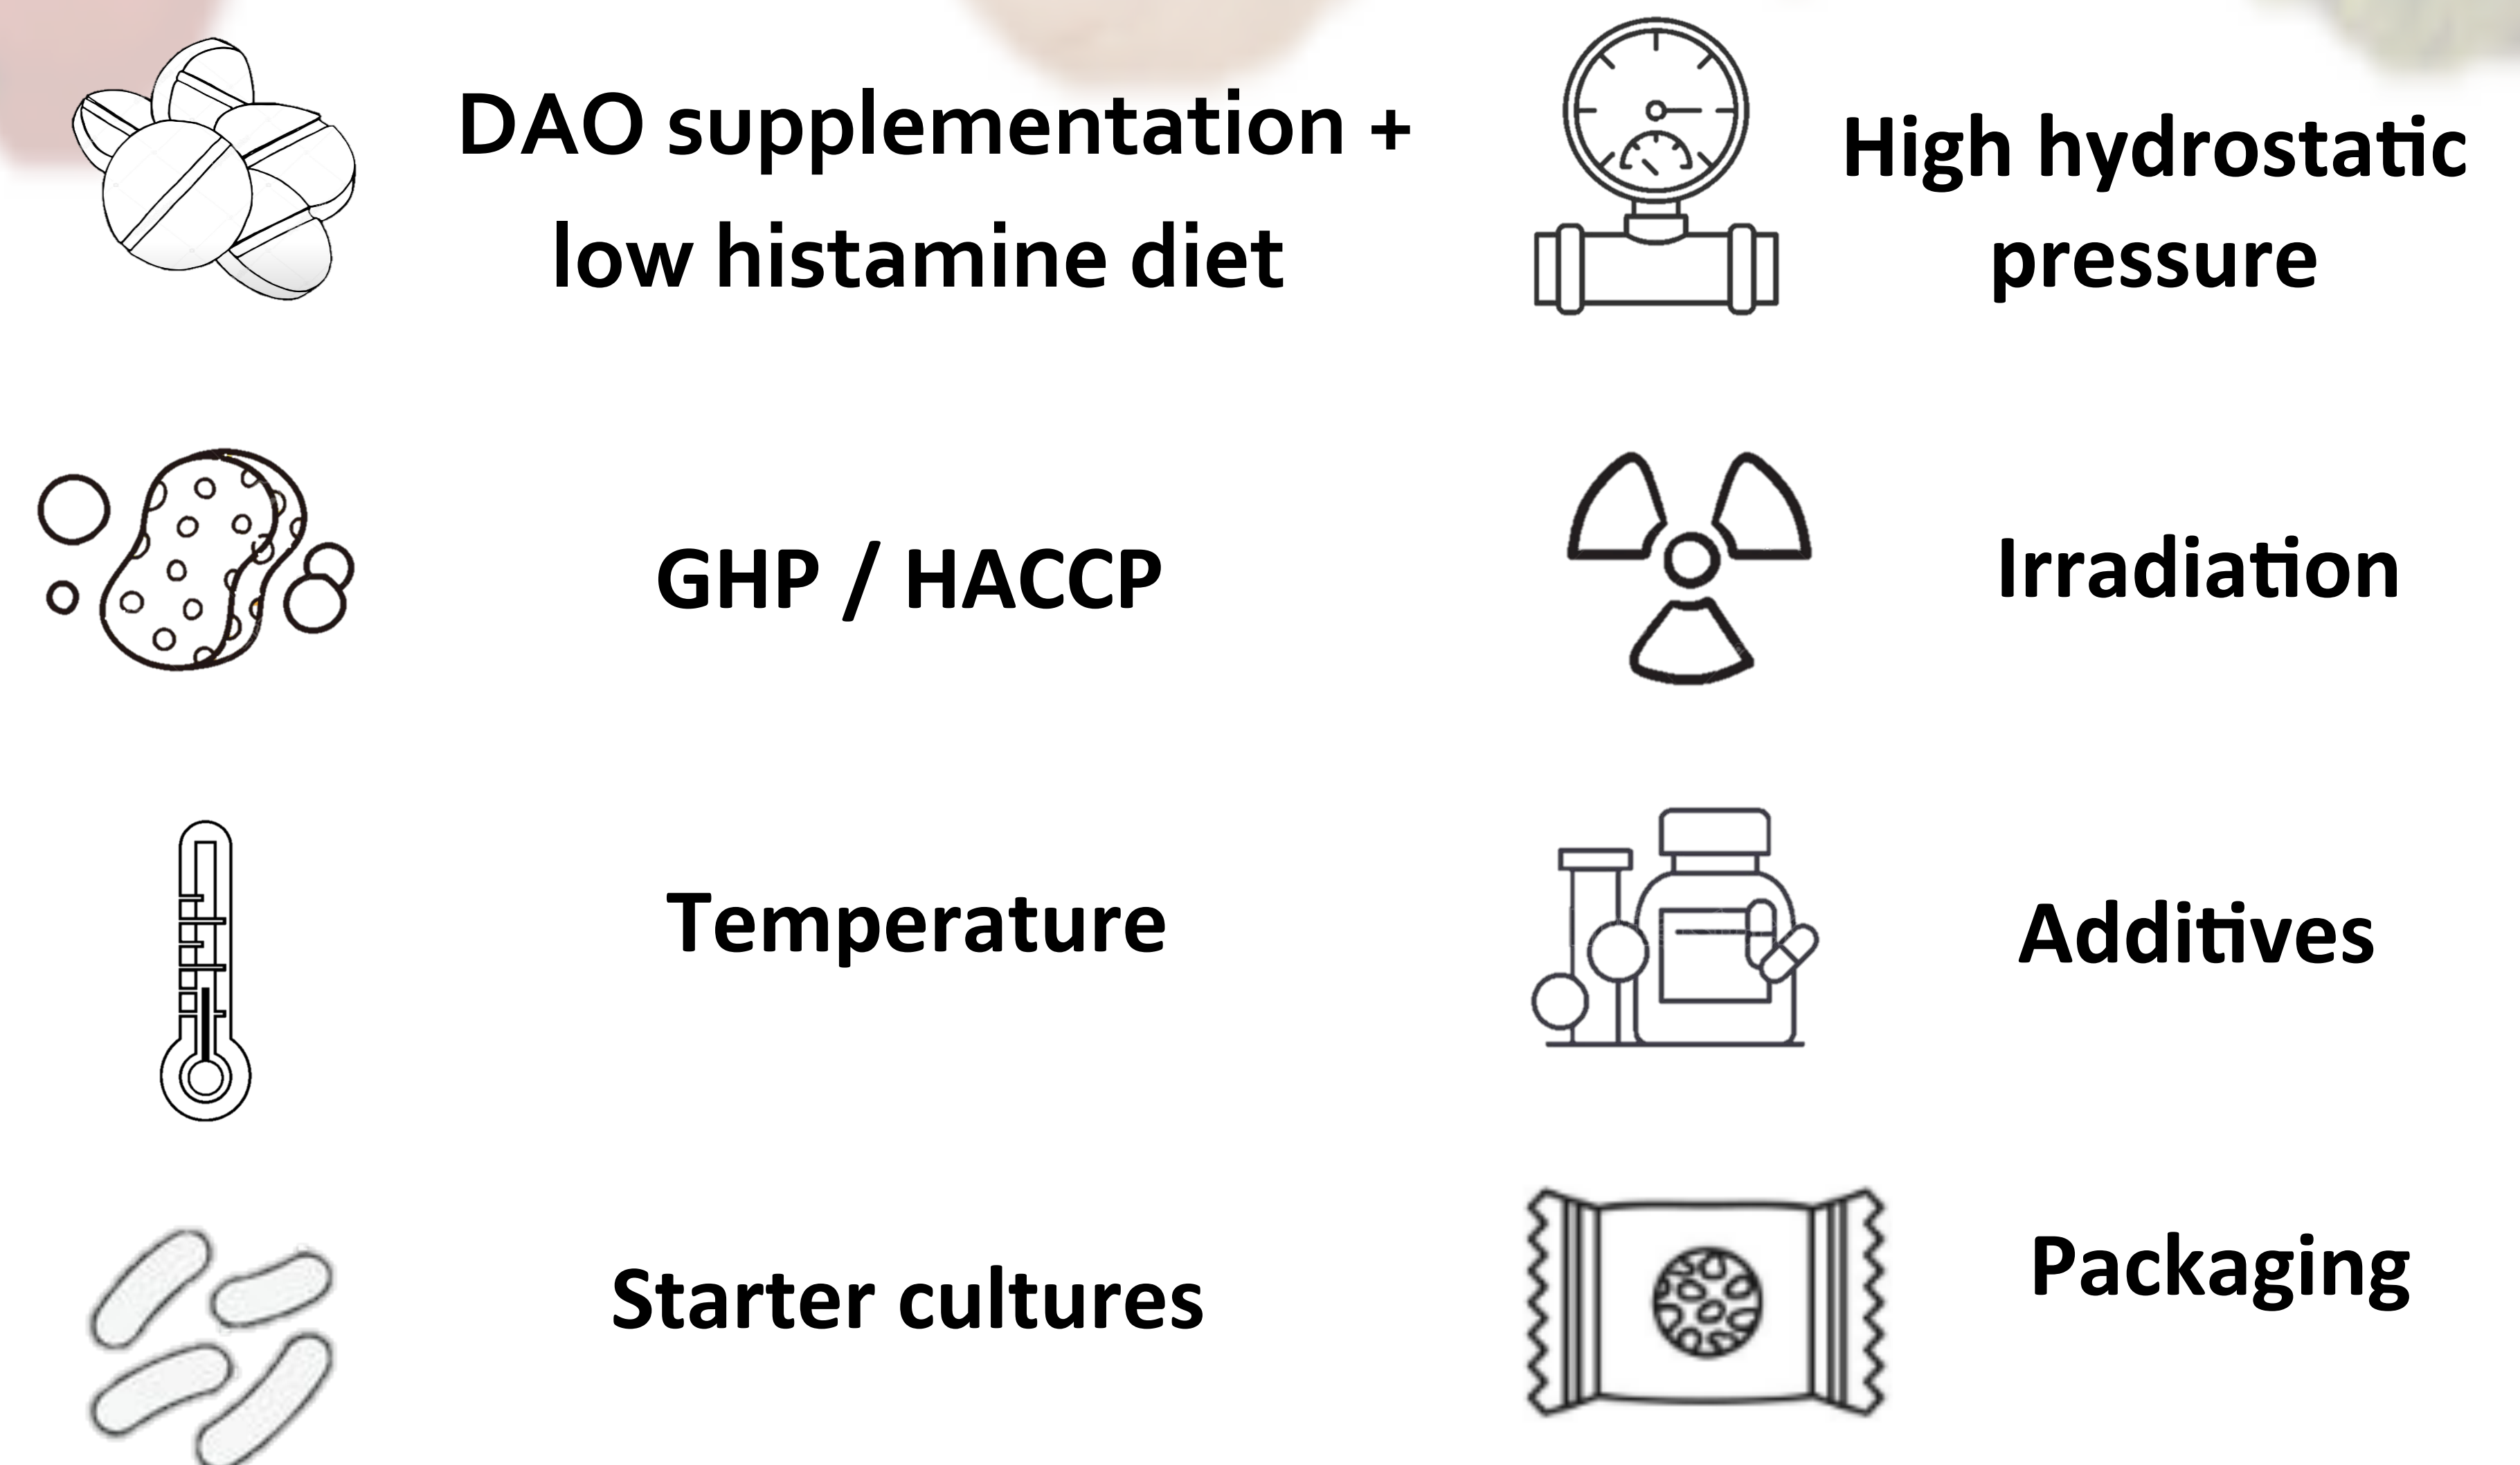 DAO supplementation +
low histamine diet
High hydrostatic
pressure
GHP / HACCP
Irradiation
Temperature
Additives
Starter cultures
Packaging